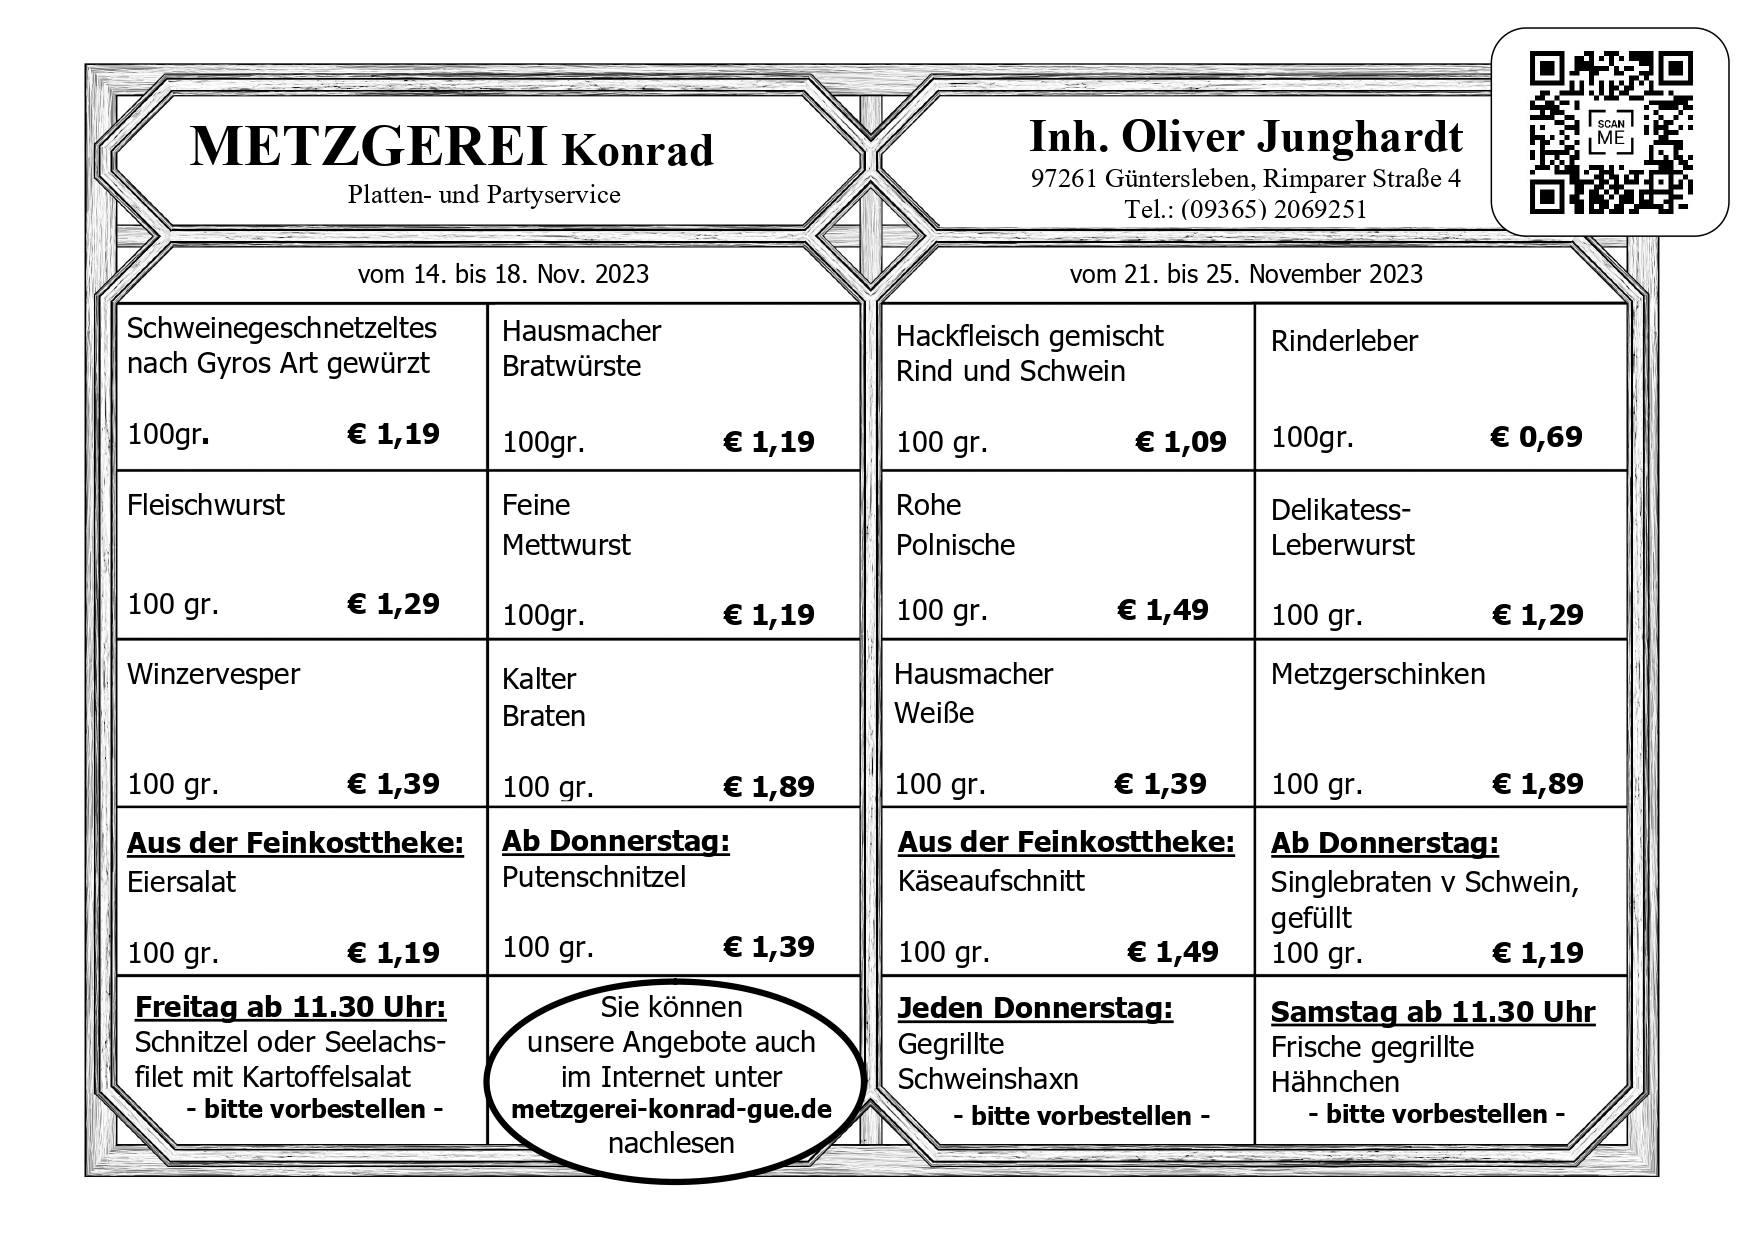 METZGEREI Konrad
Platten- und Partyservice
Inh. Oliver Junghardt
97261 Güntersleben, Rimparer Straße 4
Tel.: (09365) 2069251
SCAN
ME
vom 14. bis 18. Nov. 2023
Schweinegeschnetzeltes
nach Gyros Art gewürzt
100gr. € 1,19
Hausmacher
Bratwürste
100gr. € 1,19
Fleischwurst
100 gr. € 1,29
Feine
Mettwurst
100gr. € 1,19
Winzervesper
100 gr. € 1,39
Kalter
Braten
100 gr. € 1,89
Aus der Feinkosttheke:
Eiersalat
100 gr. € 1,19
Ab Donnerstag:
Putenschnitzel
100 gr. € 1,39
Freitag ab 11.30 Uhr:
Schnitzel oder Seelachs-
filet mit Kartoffelsalat
- bitte vorbestellen -
Sie können
unsere Angebote auch
im Internet unter
metzgerei-konrad-gue.de
nachlesen
vom 21. bis 25. November 2023
Hackfleisch gemischt
Rind und Schwein
100 gr. € 1,09
Rinderleber
100gr. € 0,69
Rohe
Polnische
100 gr. € 1,49
Delikatess-
Leberwurst
100 gr. € 1,29
Hausmacher
Weiße
100 gr. € 1,39
Metzgerschinken
100 gr. € 1,89
Aus der Feinkosttheke:
Käseaufschnitt
100 gr. € 1,49
Ab Donnerstag:
Singlebraten v Schwein,
gefüllt
100 gr. € 1,19
Jeden Donnerstag:
Gegrillte
Schweinshaxn
- bitte vorbestellen -
Samstag ab 11.30 Uhr
Frische gegrillte
Hähnchen
- bitte vorbestellen -